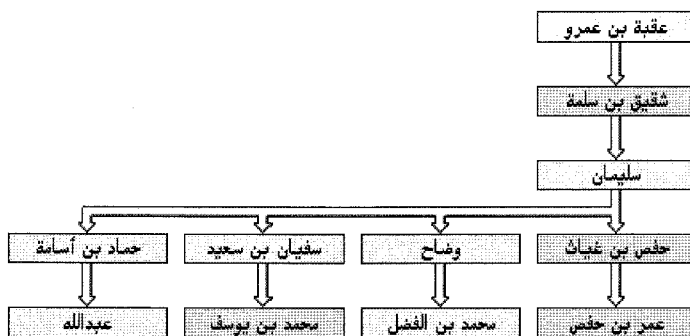 عقبة بن عمرو
شقيق بن سلمة
سليمان
حفص بن غياث
وضاح
سفيان بن سعيد
حماد بن أسامة
عمر بن حفص
محمد بن الفضل
محمد بن يوسف
عبدالله